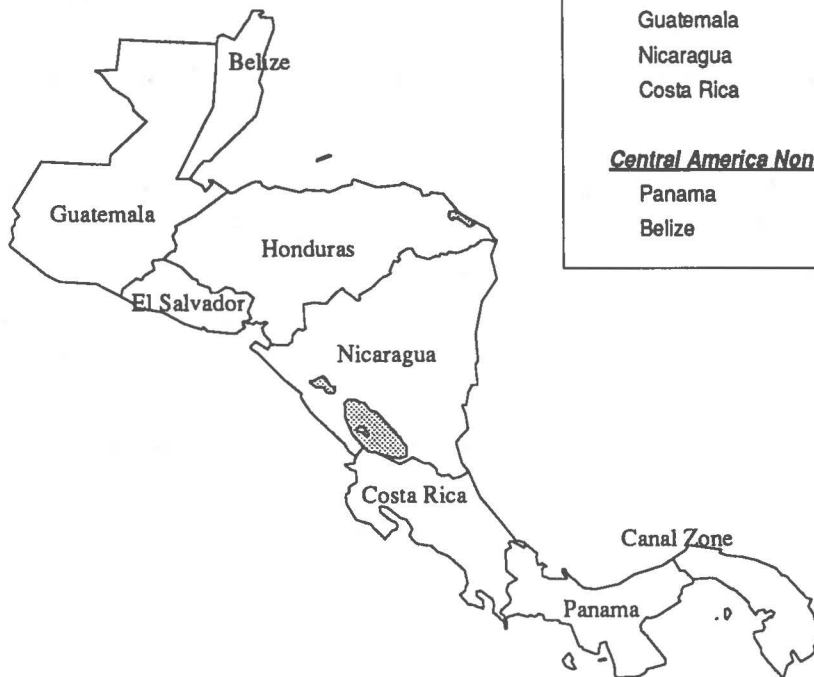 Guatemala
Nicaragua
Costa Rica
Central America Non
Panama
Belize
Belize
Guatemala
Honduras
El Salvador
Nicaragua
Costa Rica
Canal Zone
Panama